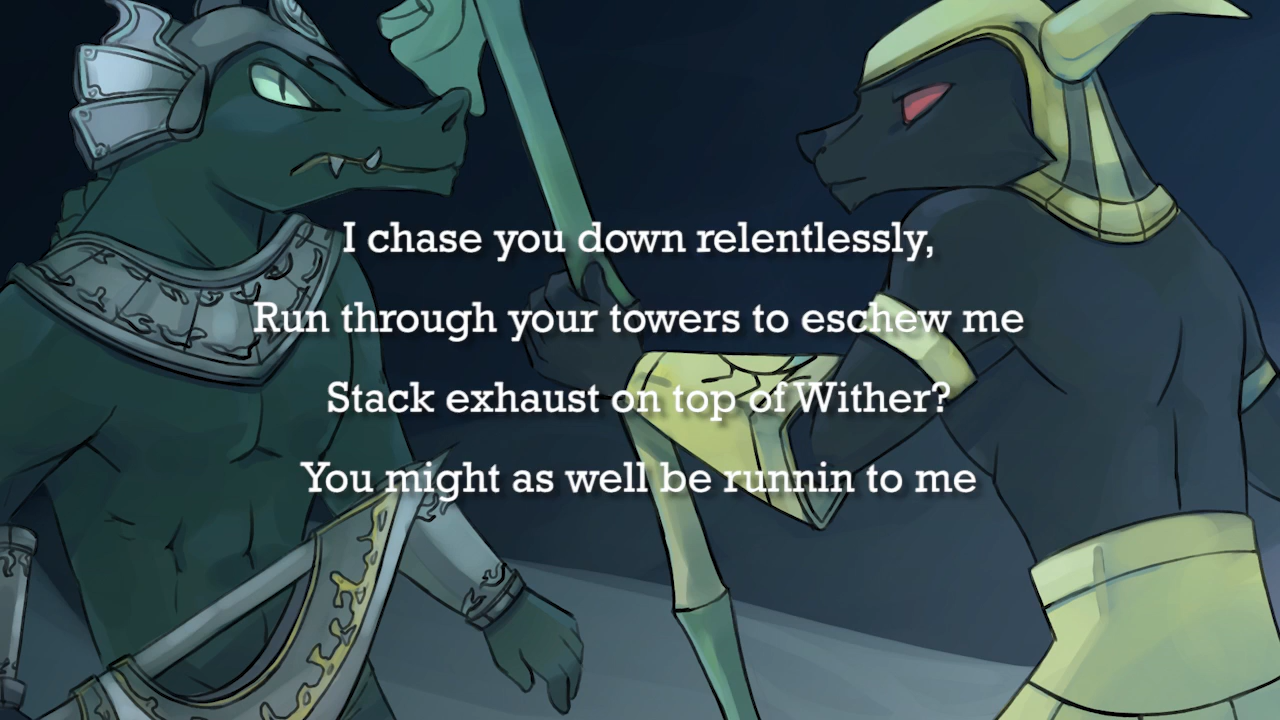 I chase you down relentlessly,
Run through your towers to eschew me
Stack exhaust on top of Wither?
You might as well be runnin to me